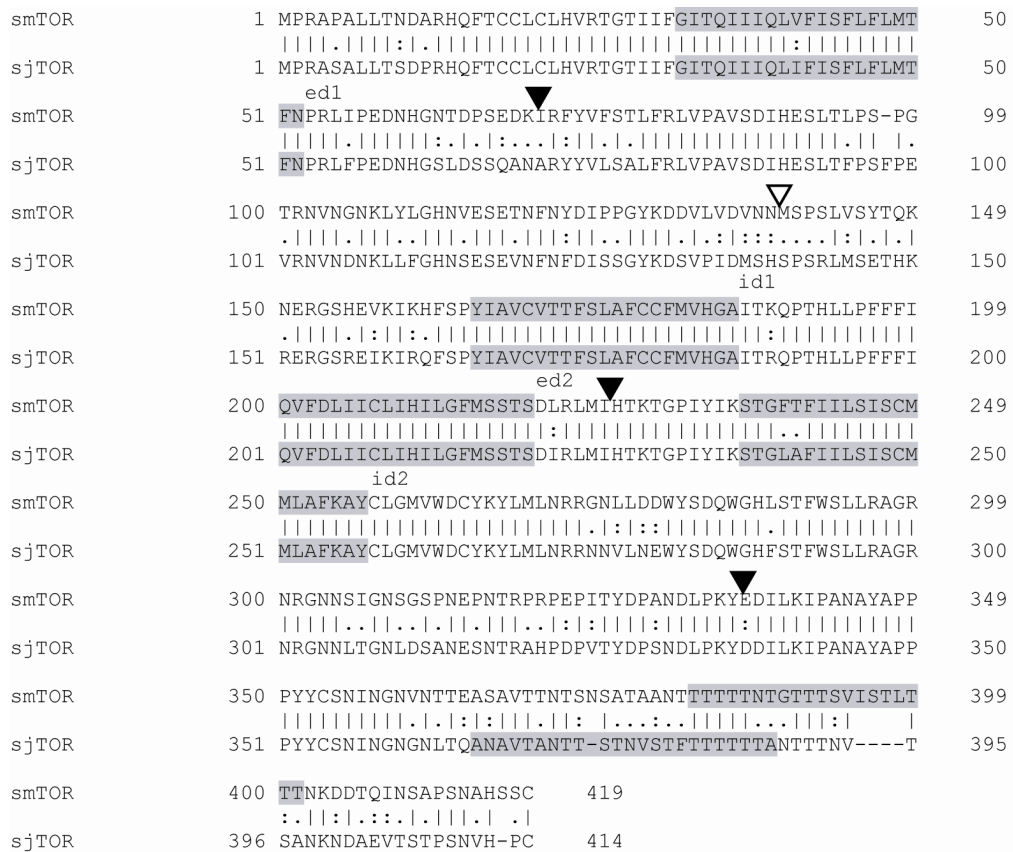 smTOR 1 MPRAPALLTNDARHQFTCCLCLHVRTGTIIFGITQIIIQLVFISFLFLMT 50
||||.||||:|.||||||||||||||||||||||||||||:|||||||||
sjTOR 1 MPRASALLTSDPRHQFTCCLCLHVRTGTIIFGITQIIIQLIFISFLFLMT 50
ed1
smTOR 51 FNPRLIPEDNHGNTDPSEDKIRFYVFSTLFRLVPAVSDIHESLTLPS-PG 99
|||||.||||||:.|.:...:.||:|.|:||||||||||||||.|| |.
sjTOR 51 FNPRLFPEDNHGSLDSSQANARYYVLSALFRLVPAVSDIHESLTFPSFPE 100
smTOR 100 TRNVNGNKLYLGHNVESETNFNYDIPPGYKDDVLVDVNNMSPSLVSYTQK 149
.||||.|||..|||.|||.|||:||..||||.|.:|:::....|:|.|.|
sjTOR 101 VRNVNDNKLLFGHNSESEVNFNFDISSGYKDSVPIDMSHSPSRLMSETHK 150
id1
smTOR 150 NERGSHEVKIKHFSPYIAVCVTTFSLAFCCFMVHGAITKQPTHLLPFFFI 199
.||||.|:||:.||||||||||||||||||||||||||:|||||||||||
sjTOR 151 RERGSREIKIRQFSPYIAVCVTTFSLAFCCFMVHGAITRQPTHLLPFFFI 200
ed2
smTOR 200 QVFDLIICLIHILGFMSSTSDLRLMIHTKTGPIYIKSTGFTFIILSISCM 249
|||||||||||||||||||||:|||||||||||||||||..|||||||||
sjTOR 201 QVFDLIICLIHILGFMSSTSDIRLMIHTKTGPIYIKSTGLAFIILSISCM 250
id2
smTOR 250 MLAFKAYCLGMVWDCYKYLMLNRRGNLLDDWYSDQWGHLSTFWSLLRAGR 299
||||||||||||||||||||||||.|:|::||||||||.|||||||||||
sjTOR 251 MLAFKAYCLGMVWDCYKYLMLNRRNNVLNEWYSDQWGHFSTFWSLLRAGR 300
smTOR 300 NRGNNSIGNSGSPNEPNTRPRPEPITYDPANDLPKYEDILKIPANAYAPP 349
|||||..||..|.||.|||..|:|:||||:||||||:|||||||||||||
sjTOR 301 NRGNNLTGNLDSANESNTRAHPDPVTYDPSNDLPKYDDILKIPANAYAPP 350
smTOR 350 PYYCSNINGNVNTTEASAVTTNTSNSATAANTTTTTTNTGTTTSVISTLT 399
||||||||||.|.|:|:|||.||: |...::.|||||...|||:| |
sjTOR 351 PYYCSNINGNGNLTQANAVTANTT-STNVSTFTTTTTTTANTTTNV----T 395
smTOR 400 TTNKDDTQINSAPSNAHSSC 419
:.||:|.::.|.|||.| .|
sjTOR 396 SANKNDAEVTSTPSNVH-PC 414